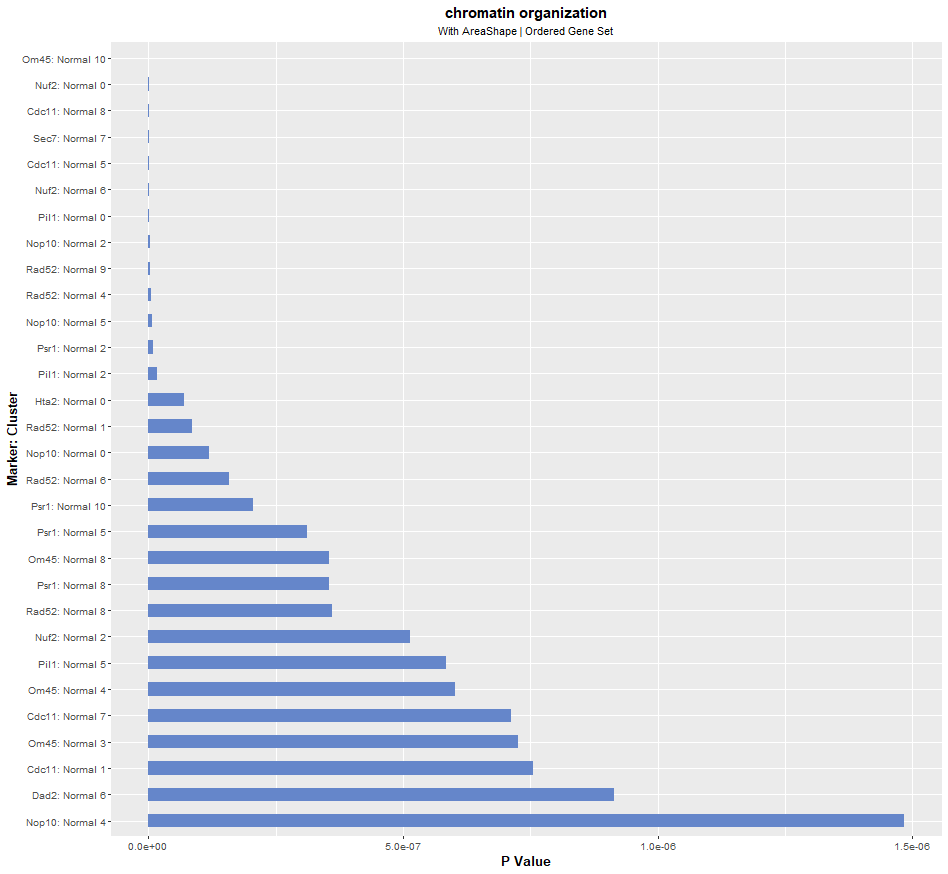 chromatin organization
With AreaShape | Ordered Gene Set
Marker: Cluster
Om45: Normal 10
Nuf2: Normal 0
Cdc11: Normal 8
Sec7: Normal 7
Cdc11: Normal 5
Nuf2: Normal 6
Pil1: Normal 0
Nop10: Normal 2
Rad52: Normal 9
Rad52: Normal 4
Nop10: Normal 5
Psr1: Normal 2
Pil1: Normal 2
Hta2: Normal 0
Rad52: Normal 1
Nop10: Normal 0
Rad52: Normal 6
Psr1: Normal 10
Psr1: Normal 5
Om45: Normal 8
Psr1: Normal 8
Rad52: Normal 8
Nuf2: Normal 2
Pil1: Normal 5
Om45: Normal 4
Cdc11: Normal 7
Om45: Normal 3
Cdc11: Normal 1
Dad2: Normal 6
Nop10: Normal 4
0.0e+00 5.0e-07 1.0e-06 1.5e-06
P Value